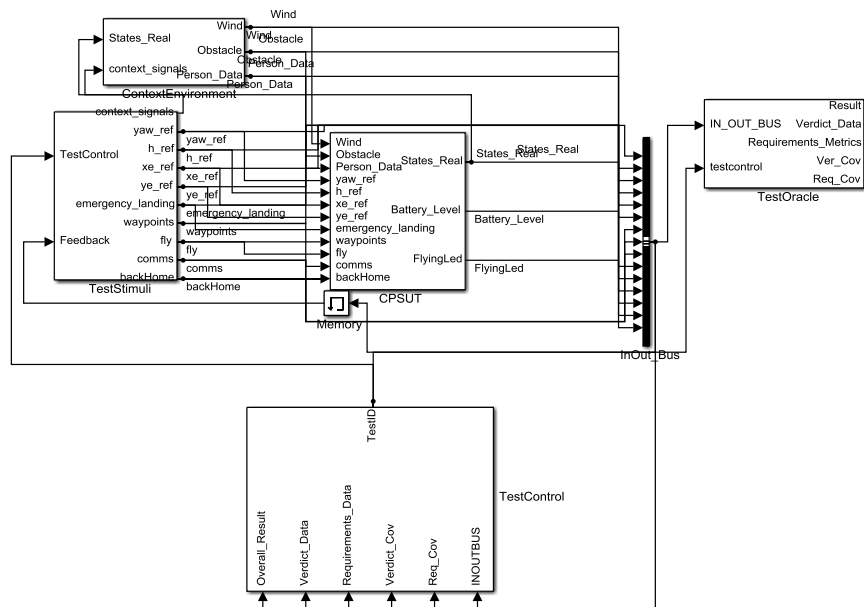 Wind
Wind
Wind
States_Real
Obstacle
Obstacle
Obstacle
context_signals
Person_Data
Person_Data
Person_Data
ContextEnvironment
context_signals
TestControl
yaw_ref
h_ref
xe_ref
ye_ref
emergency_landing
waypoints
Feedback
fly
comms
backHome
TestStimuli
yaw_ref
h_ref
xe_ref
ye_ref
emergency_landing
waypoints
fly
comms
backHome
Wind
Obstacle
Person_Data
yaw_ref
h_ref
xe_ref
ye_ref
emergency_landing
waypoints
fly
comms
backHome
States_Real
Battery_Level
FlyingLed
CPSUT
States_Real
States_Real
Battery_Level
FlyingLed
Memory
InOut_Bus
IN_OUT_BUS
testcontrol
Result
Verdict_Data
Requirements_Metrics
Ver_Cov
Req_Cov
TestOracle
TestID
TestControl
Overall_Result
Verdict_Data
Requirements_Data
Verdict_Cov
Req_Cov
INOUTBUS